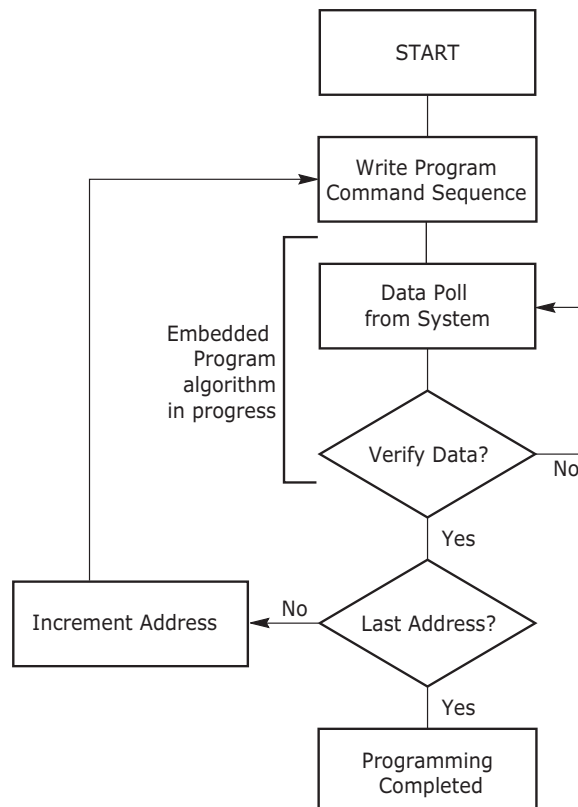 START
Write Program
Command Sequence
Data Poll
from System
Embedded
Program
algorithm
in progress
Verify Data?
No
Yes
No
Increment Address
Last Address?
Yes
Programming
Completed